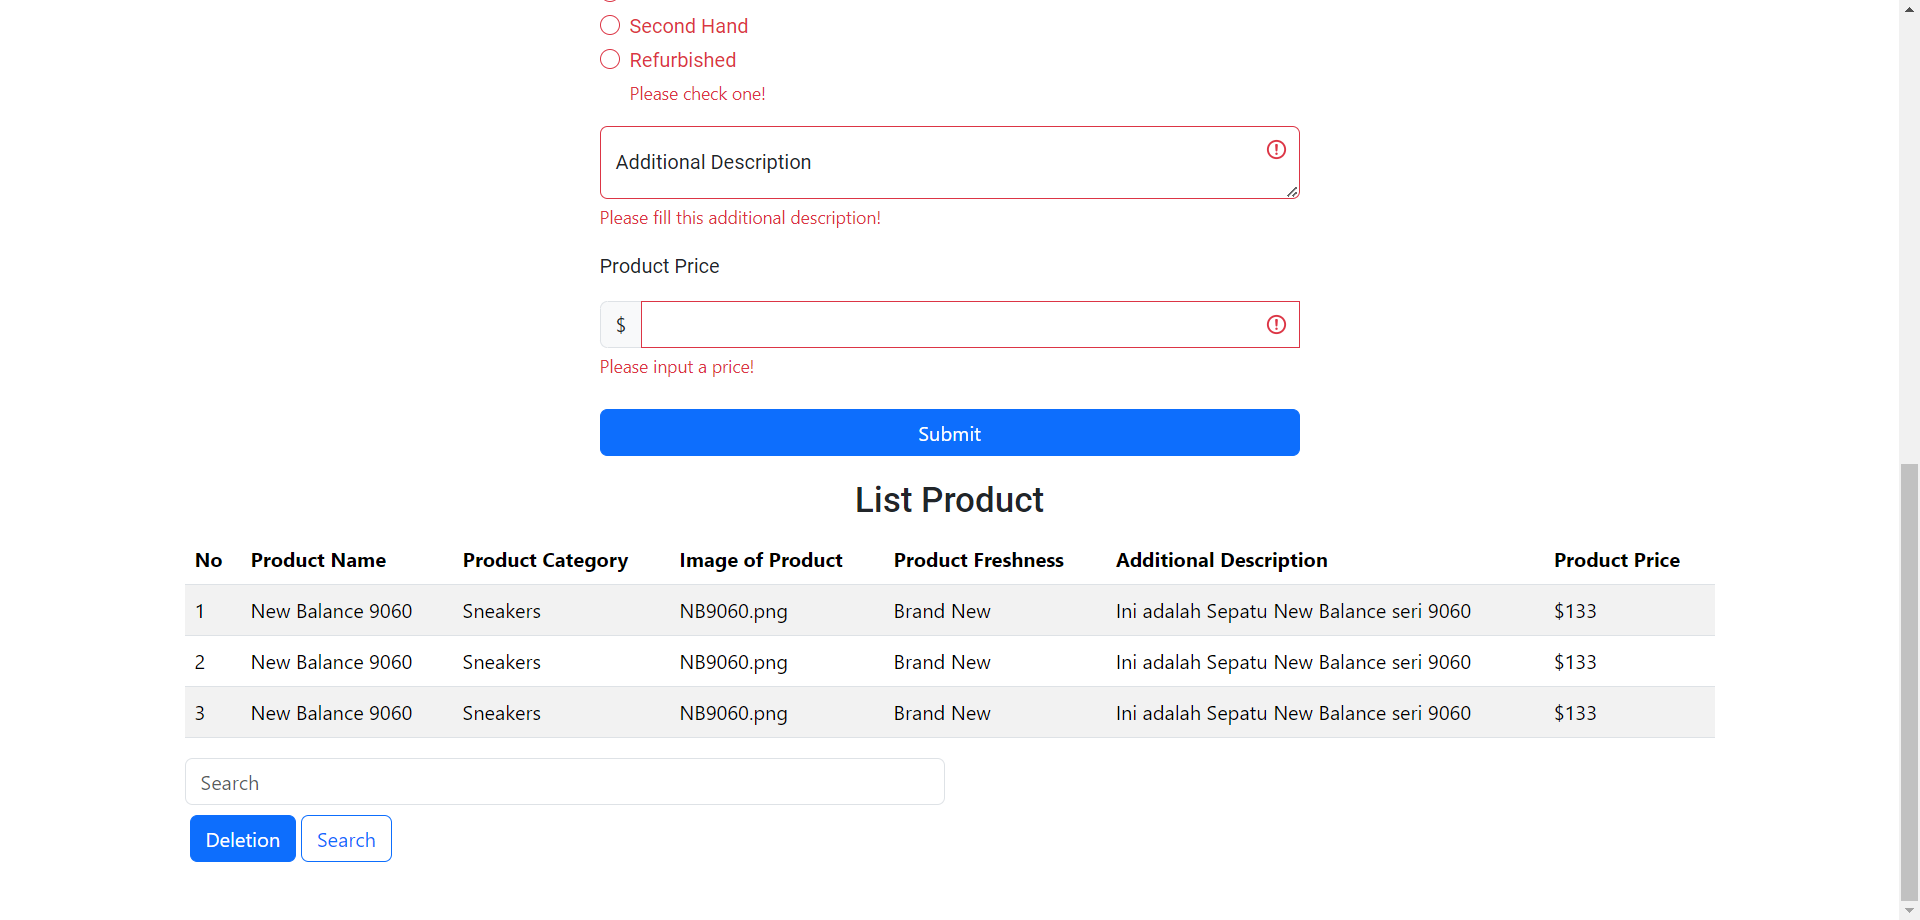 Second Hand
Refurbished
Please check one!
Additional Description
Please fill this additional description!
Product Price
$
Please input a price!
Submit
List Product
No Product Name Product Category Image of Product Product Freshness Additional Description Product Price
1 New Balance 9060 Sneakers NB9060.png Brand New Ini adalah Sepatu New Balance seri 9060 $133
2 New Balance 9060 Sneakers NB9060.png Brand New Ini adalah Sepatu New Balance seri 9060 $133
3 New Balance 9060 Sneakers NB9060.png Brand New Ini adalah Sepatu New Balance seri 9060 $133
Search
Deletion Search